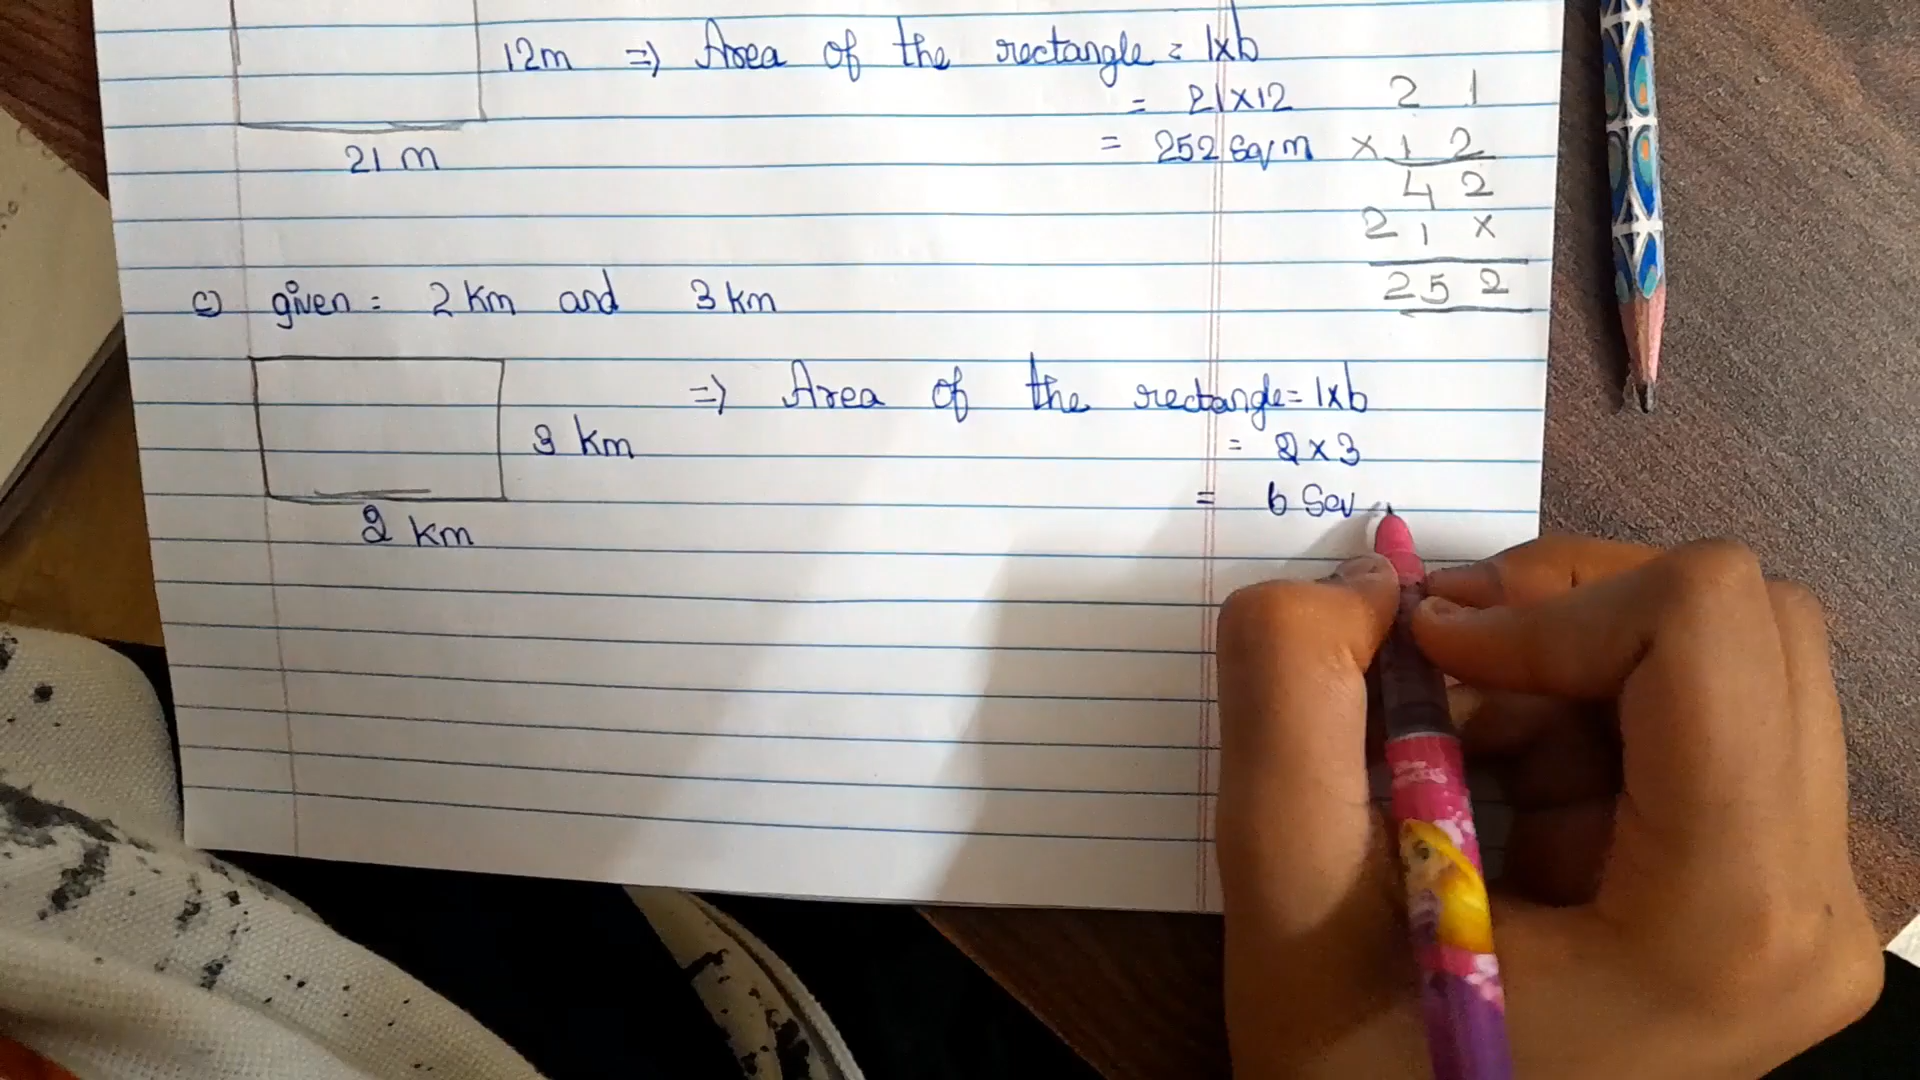 12m => Area of the rectangle = l×b
= 21×12
= 252 Sq m
21 m
2 1
×1 2
4 2
2 1 ×
2 5 2
c) given = 2 Km and 3 km
=> Area of the rectangle = l×b
3 km
= 2 × 3
= 6 Sq
2 km